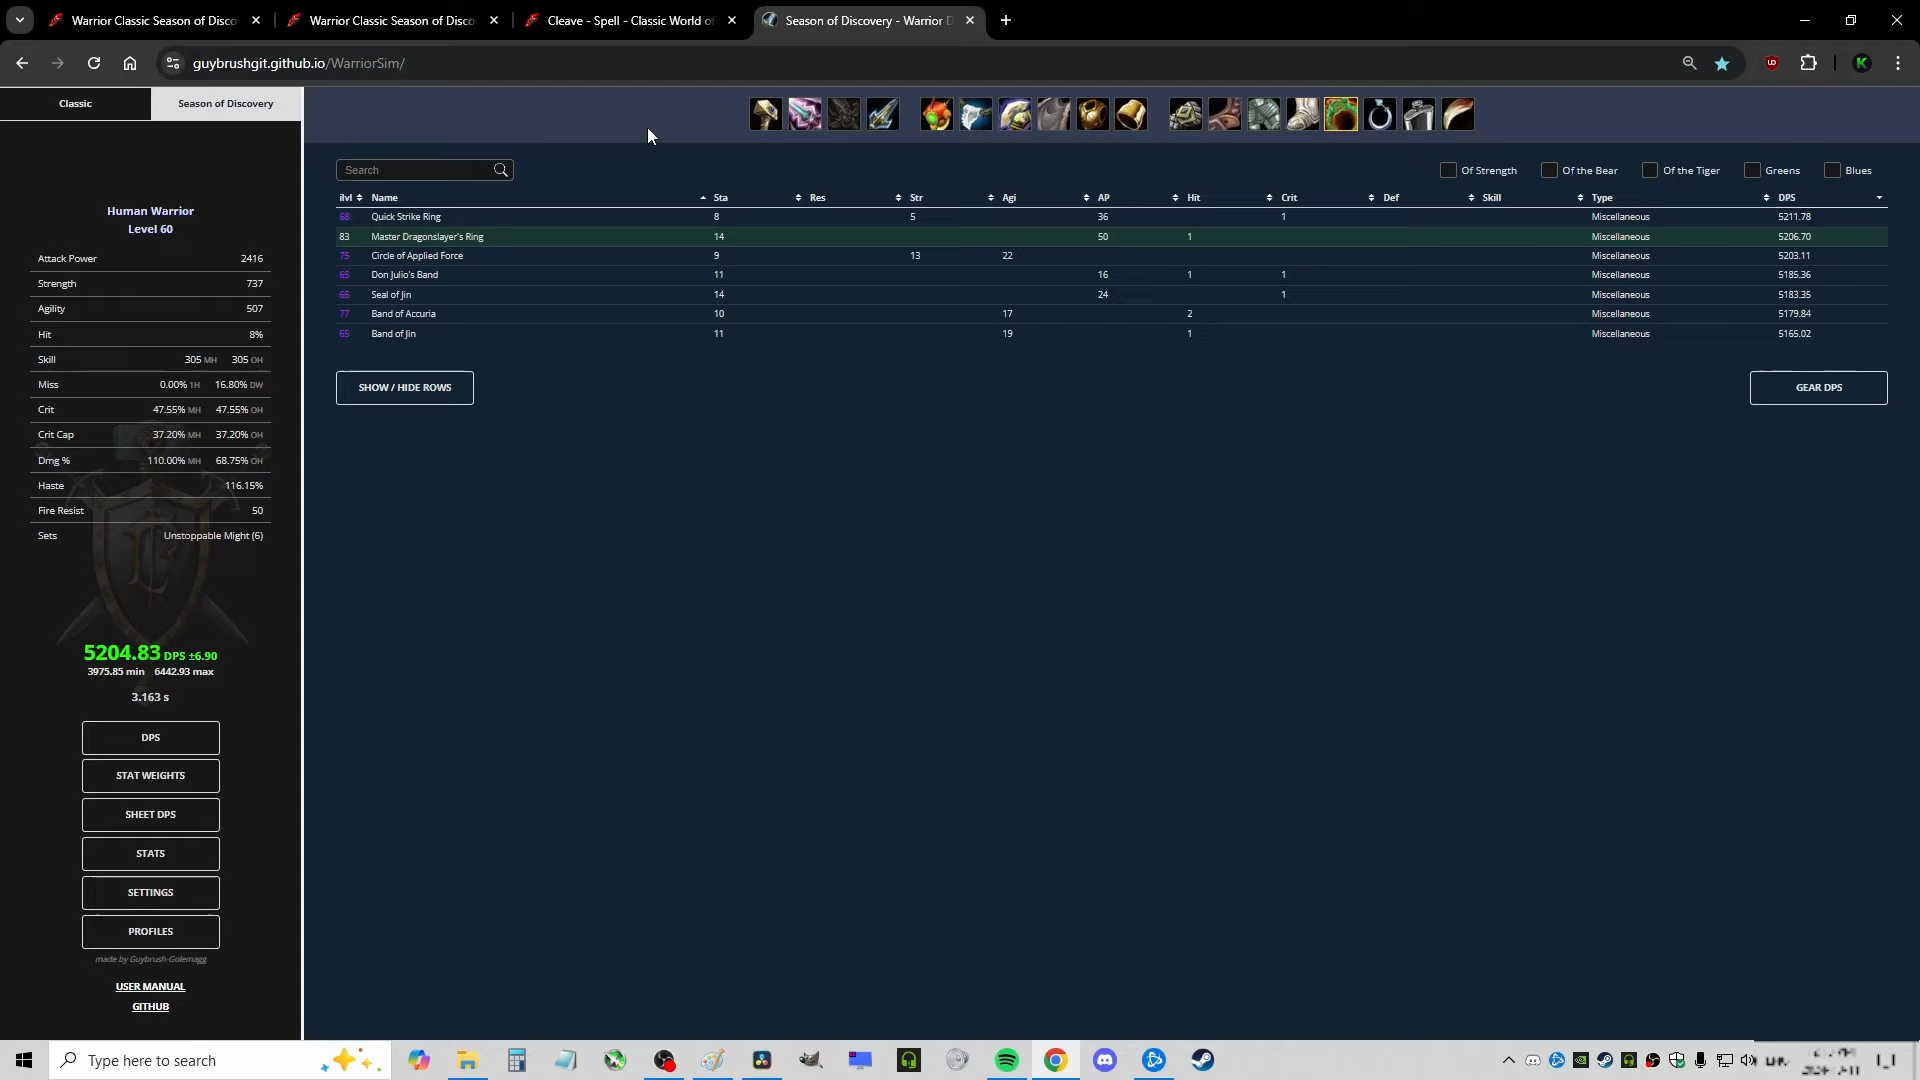 Warrior Classic Season of Disco
Warrior Classic Season of Disco
Cleave - Spell - Classic World of
Season of Discovery - Warrior D
guybrushgit.github.io/WarriorSim/
K
Classic
Season of Discovery
Human Warrior
Level 60
Attack Power 2416
Strength 737
Agility 507
Hit 8%
Skill 305 MH 305 OH
Miss 0.00% 1H 16.80% DW
Crit 47.55% MH 47.55% OH
Crit Cap 37.20% MH 37.20% OH
Dmg % 110.00% MH 68.75% OH
Haste 116.15%
Fire Resist 50
Sets Unstoppable Might (6)
5204.83 DPS ±6.90
3975.85 min 6442.93 max
3.163 s
DPS
STAT WEIGHTS
SHEET DPS
STATS
SETTINGS
PROFILES
made by Guybrush-Golemagg
USER MANUAL
GITHUB
Search
Of Strength Of the Bear Of the Tiger Greens Blues
ilvl Name Sta Res Str Agi AP Hit Crit Def Skill Type DPS
68 Quick Strike Ring 8 5 36 1 Miscellaneous 5211.78
83 Master Dragonslayer's Ring 14 50 1 Miscellaneous 5206.70
75 Circle of Applied Force 9 13 22 Miscellaneous 5203.11
65 Don Julio's Band 11 16 1 1 Miscellaneous 5185.36
65 Seal of Jin 14 24 1 Miscellaneous 5183.35
77 Band of Accuria 10 17 2 Miscellaneous 5179.84
65 Band of Jin 11 19 1 Miscellaneous 5165.02
SHOW / HIDE ROWS
GEAR DPS
Type here to search